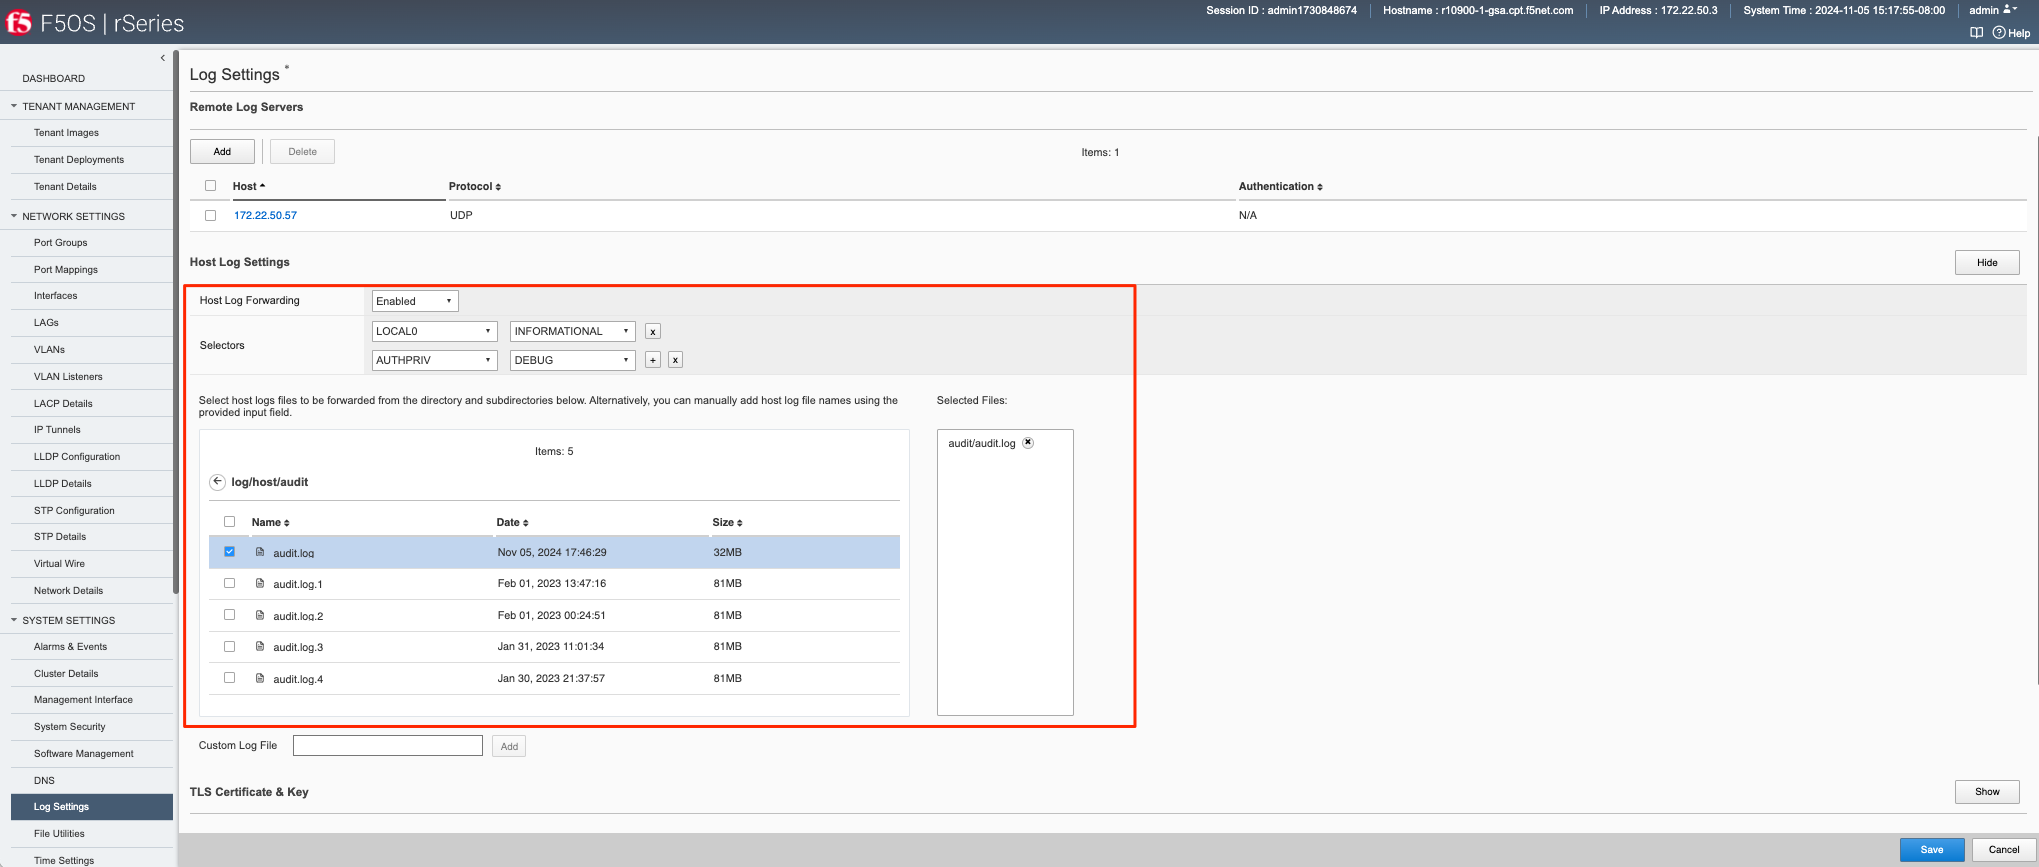 f5 F5OS | rSeries
Session ID : admin1730848674 Hostname : r10900-1-gsa.cpt.f5net.com IP Address : 172.22.50.3 System Time : 2024-11-05 15:17:55-08:00 admin
Help
DASHBOARD
TENANT MANAGEMENT
Tenant Images
Tenant Deployments
Tenant Details
NETWORK SETTINGS
Port Groups
Port Mappings
Interfaces
LAGs
VLANs
VLAN Listeners
LACP Details
IP Tunnels
LLDP Configuration
LLDP Details
STP Configuration
STP Details
Virtual Wire
Network Details
SYSTEM SETTINGS
Alarms & Events
Cluster Details
Management Interface
System Security
Software Management
DNS
Log Settings
File Utilities
Time Settings
Log Settings *
Remote Log Servers
Add Delete Items: 1
Host Protocol Authentication
172.22.50.57 UDP N/A
Host Log Settings Hide
Host Log Forwarding Enabled
Selectors
LOCAL0 INFORMATIONAL x
AUTHPRIV DEBUG + x
Select host logs files to be forwarded from the directory and subdirectories below. Alternatively, you can manually add host log file names using the
provided input field.
Items: 5
log/host/audit
Name Date Size
audit.log Nov 05, 2024 17:46:29 32MB
audit.log.1 Feb 01, 2023 13:47:16 81MB
audit.log.2 Feb 01, 2023 00:24:51 81MB
audit.log.3 Jan 31, 2023 11:01:34 81MB
audit.log.4 Jan 30, 2023 21:37:57 81MB
Selected Files:
audit/audit.log
Custom Log File Add
TLS Certificate & Key Show
Save Cancel